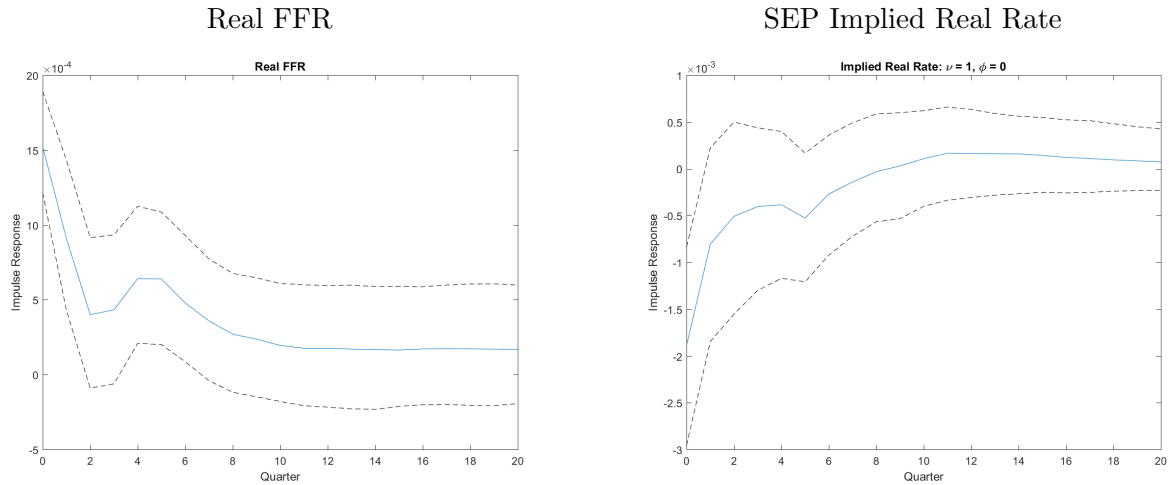 Real FFR
SEP Implied Real Rate
×10⁻⁴
Real FFR
20
15
10
5
0
-5
Impulse Response
0 2 4 6 8 10 12 14 16 18 20
Quarter
×10⁻³
Implied Real Rate: ν = 1, φ = 0
1
0.5
0
-0.5
-1
-1.5
-2
-2.5
-3
Impulse Response
0 2 4 6 8 10 12 14 16 18 20
Quarter